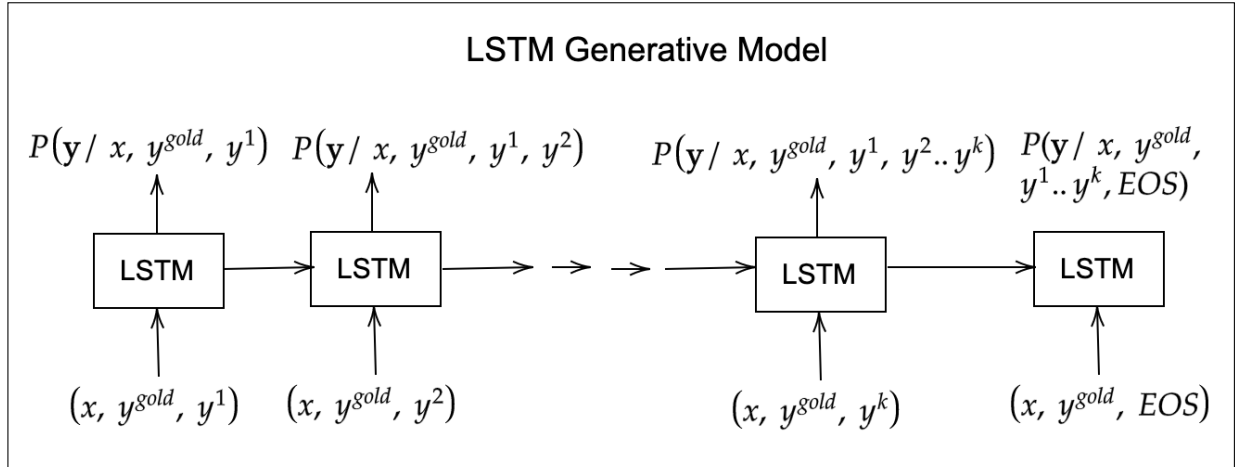 LSTM Generative Model
P(y/ x, y^gold, y^1) P(y/ x, y^gold, y^1, y^2) P(y/ x, y^gold, y^1, y^2.. y^k) P(y/ x, y^gold,
y^1.. y^k, EOS)
LSTM LSTM LSTM LSTM
(x, y^gold, y^1) (x, y^gold, y^2) (x, y^gold, y^k) (x, y^gold, EOS)